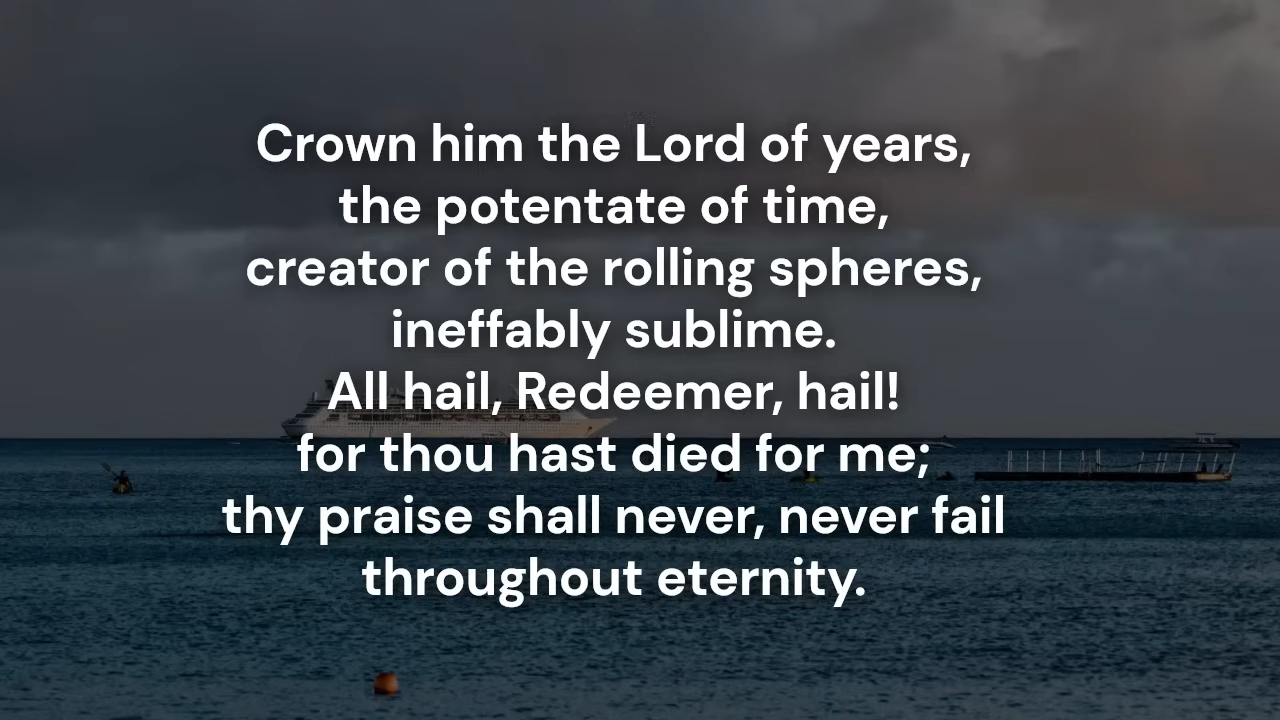 Crown him the Lord of years,
the potentate of time,
creator of the rolling spheres,
ineffably sublime.
All hail, Redeemer, hail!
for thou hast died for me;
thy praise shall never, never fail
throughout eternity.